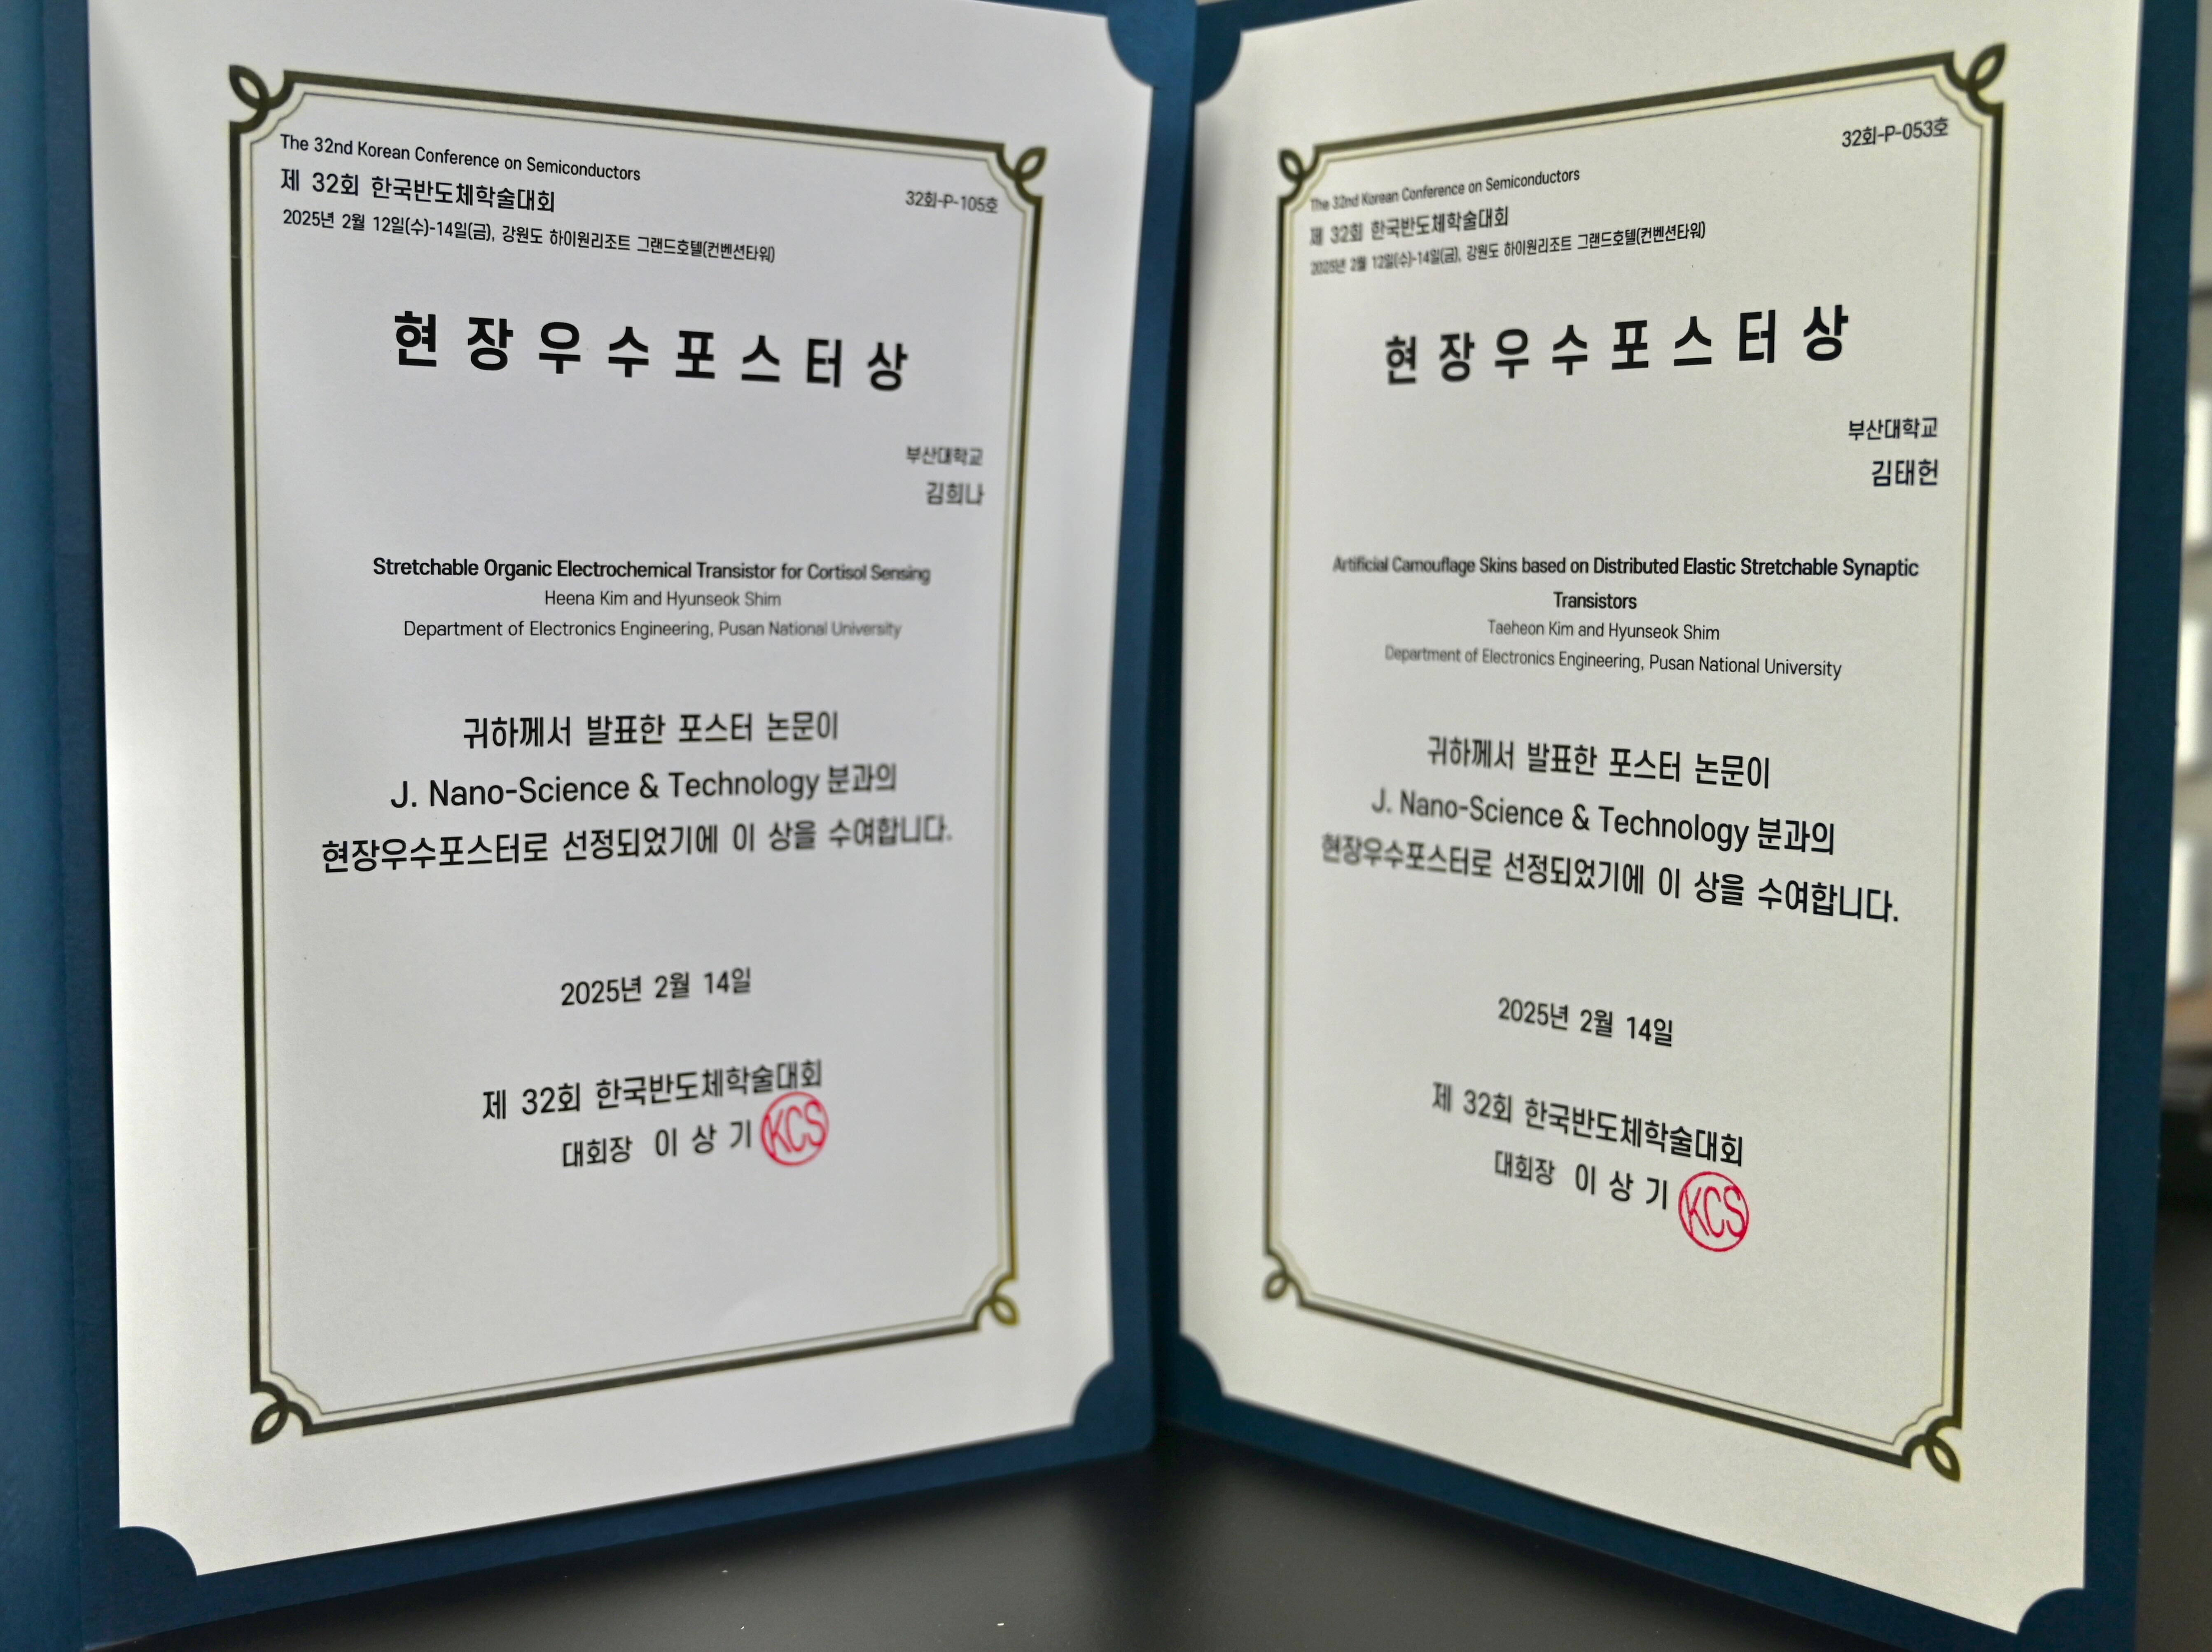 The 32nd Korean Conference on Semiconductors
제 32회 한국반도체학술대회
32회-P-105호
2025년 2월 12일(수)-14일(금), 강원도 하이원리조트 그랜드호텔(컨벤션타워)
현장우수포스터상
부산대학교
김희나
Stretchable Organic Electrochemical Transistor for Cortisol Sensing
Heena Kim and Hyunseok Shim
Department of Electronics Engineering, Pusan National University
귀하께서 발표한 포스터 논문이
J. Nano-Science & Technology 분과의
현장우수포스터로 선정되었기에 이 상을 수여합니다.
2025년 2월 14일
제 32회 한국반도체학술대회
대회장 이 상 기
KCS
32회-P-053호
The 32nd Korean Conference on Semiconductors
제 32회 한국반도체학술대회
2025년 2월 12일(수)-14일(금), 강원도 하이원리조트 그랜드호텔(컨벤션타워)
현장우수포스터상
부산대학교
김태헌
Artificial Camouflage Skins based on Distributed Elastic Stretchable Synaptic
Transistors
Taeheon Kim and Hyunseok Shim
Department of Electronics Engineering, Pusan National University
귀하께서 발표한 포스터 논문이
J. Nano-Science & Technology 분과의
현장우수포스터로 선정되었기에 이 상을 수여합니다.
2025년 2월 14일
제 32회 한국반도체학술대회
대회장 이 상 기
KCS